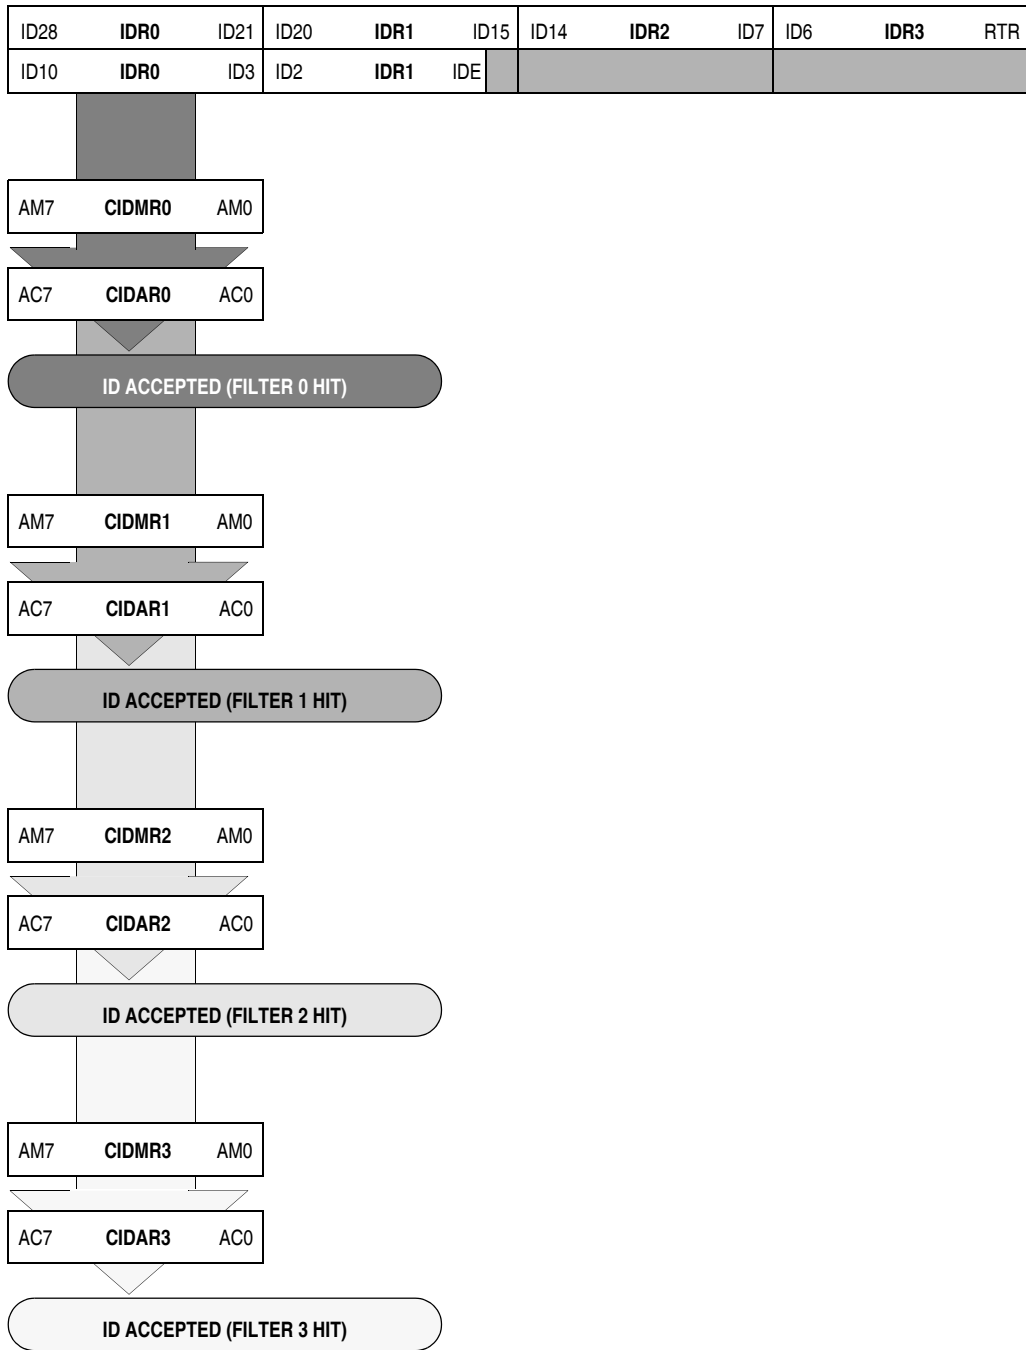 ID28 IDR0 ID21 ID20 IDR1 ID15 ID14 IDR2 ID7 ID6 IDR3 RTR
ID10 IDR0 ID3 ID2 IDR1 IDE
AM7 CIDMR0 AM0
AC7 CIDAR0 AC0
ID ACCEPTED (FILTER 0 HIT)
AM7 CIDMR1 AM0
AC7 CIDAR1 AC0
ID ACCEPTED (FILTER 1 HIT)
AM7 CIDMR2 AM0
AC7 CIDAR2 AC0
ID ACCEPTED (FILTER 2 HIT)
AM7 CIDMR3 AM0
AC7 CIDAR3 AC0
ID ACCEPTED (FILTER 3 HIT)